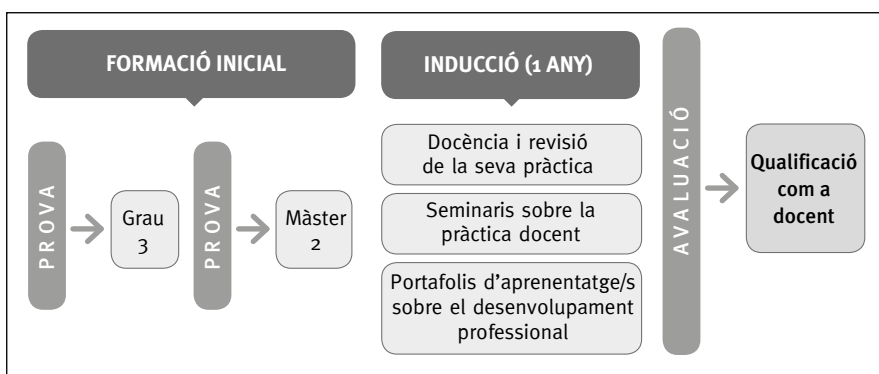 FORMACIÓ INICIAL
PROVA
Grau
3
PROVA
Màster
2
INDUCCIÓ (1 ANY)
Docència i revisió
de la seva pràctica
Seminaris sobre la
pràctica docent
Portafolis d’aprenentatge/s
sobre el desenvolupament
professional
AVALUACIÓ
Qualificació
com a
docent